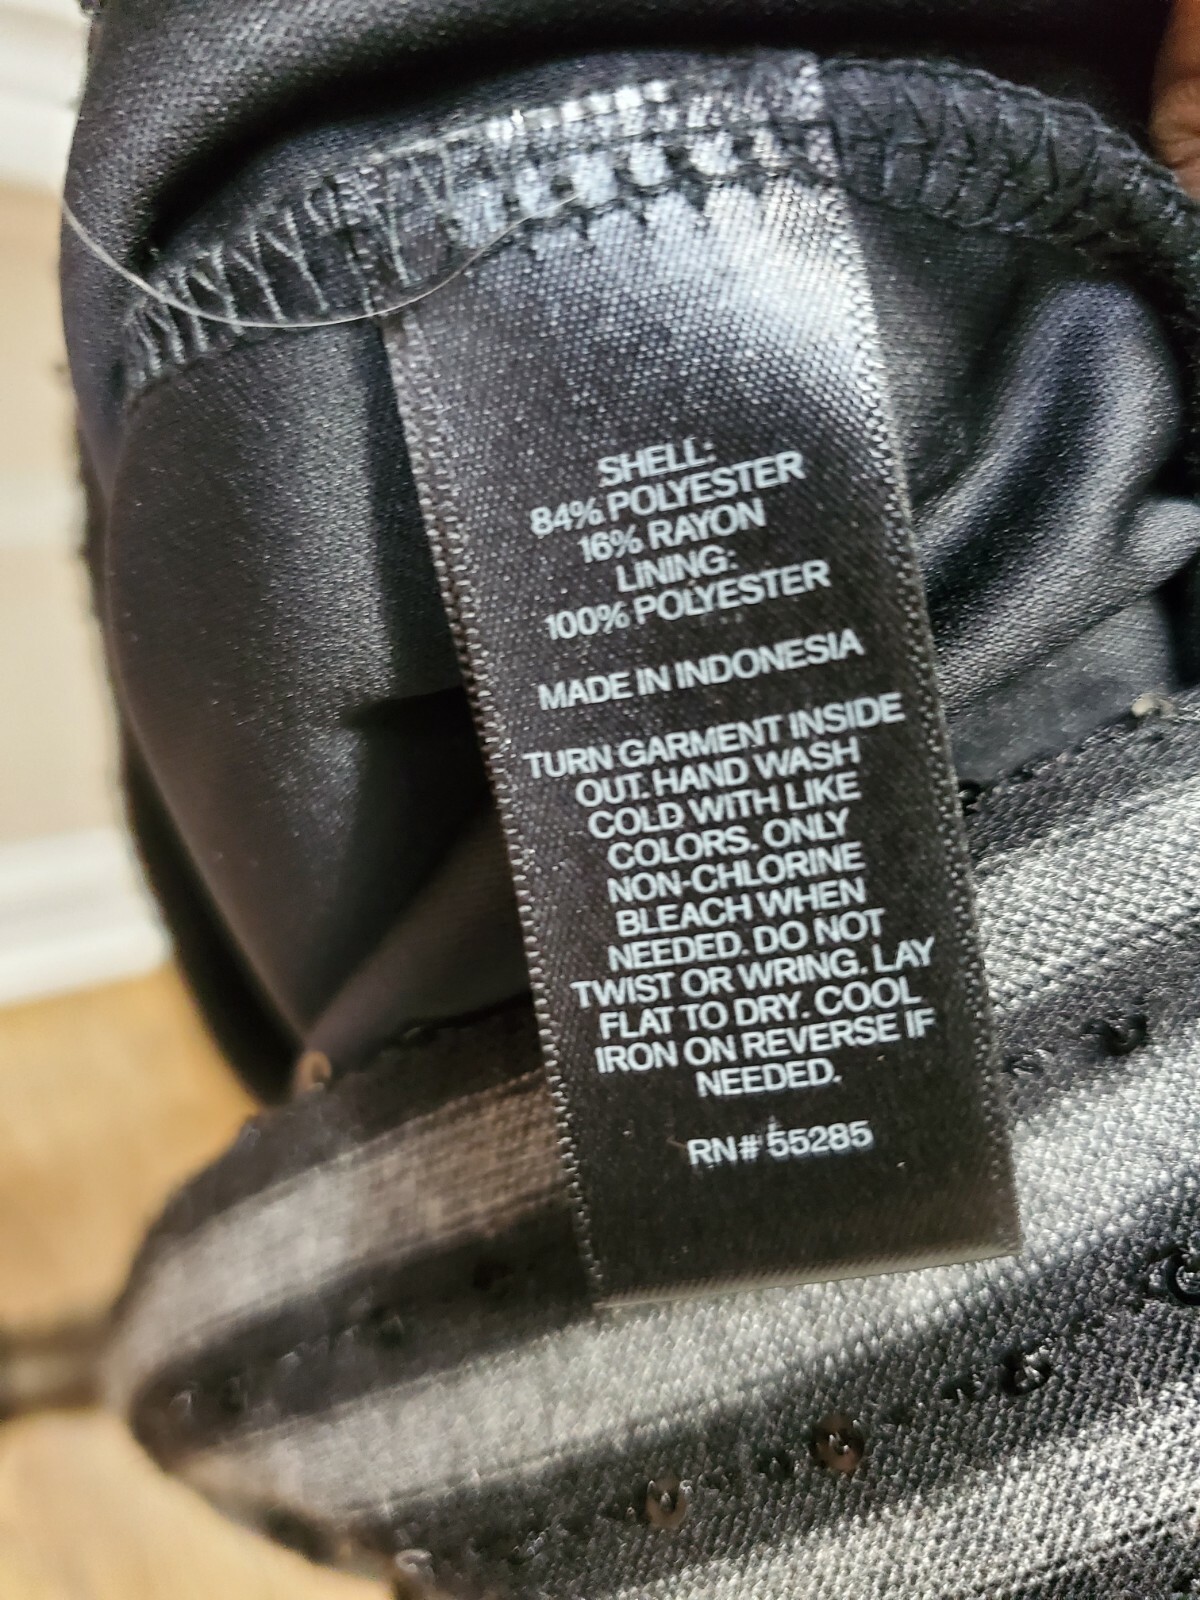 SHELL:
84% POLYESTER
16% RAYON
LINING:
100% POLYESTER
MADE IN INDONESIA
TURN GARMENT INSIDE
OUT. HAND WASH
COLD WITH LIKE
COLORS. ONLY
NON-CHLORINE
BLEACH WHEN
NEEDED. DO NOT
TWIST OR WRING. LAY
FLAT TO DRY. COOL
IRON ON REVERSE IF
NEEDED.
RN# 55285